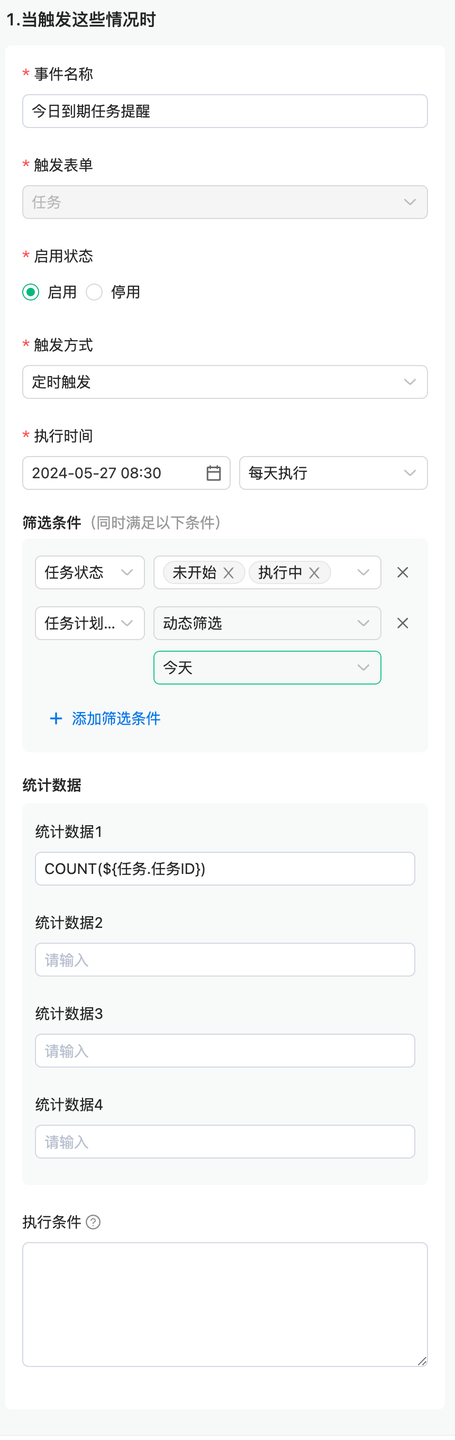 1.当触发这些情况时
* 事件名称
今日到期任务提醒
* 触发表单
任务
* 启用状态
启用 停用
* 触发方式
定时触发
* 执行时间
2024-05-27 08:30 每天执行
筛选条件（同时满足以下条件）
任务状态 未开始 执行中
任务计划... 动态筛选
今天
+ 添加筛选条件
统计数据
统计数据1
COUNT(${任务.任务ID})
统计数据2
请输入
统计数据3
请输入
统计数据4
请输入
执行条件 ?